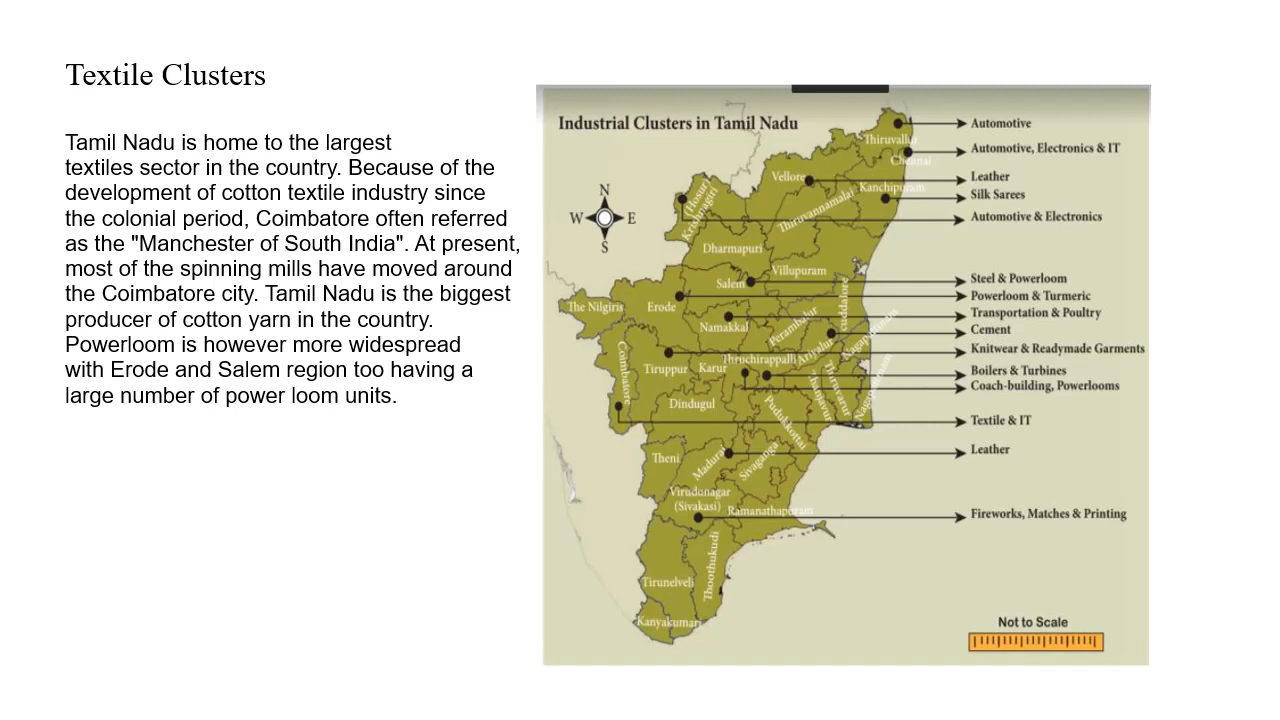 Textile Clusters
Tamil Nadu is home to the largest
textiles sector in the country. Because of the
development of cotton textile industry since
the colonial period, Coimbatore often referred
as the "Manchester of South India". At present,
most of the spinning mills have moved around
the Coimbatore city. Tamil Nadu is the biggest
producer of cotton yarn in the country.
Powerloom is however more widespread
with Erode and Salem region too having a
large number of power loom units.
Industrial Clusters in Tamil Nadu
N
W
E
S
Thiruvallur
Chennai
Vellore
Kanchipuram
(Hosur)
Krishnagiri
Thiruvannamalai
Dharmapuri
Villupuram
Salem
The Nilgiris
Erode
cuddalore
Namakkal
Perambalur
Ariyalur
Nagapattinam
Coimbatore
Tiruppur
Karur
Thruchirappalli
Thanjavur
Thiruvarur
Nagapattinam
Dindugul
Pudukkottai
Theni
Madurai
Sivaganga
Virudunagar
(Sivakasi)
Ramanathapuram
Thoothukudi
Tirunelveli
Kanyakumari
Automotive
Automotive, Electronics & IT
Leather
Silk Sarees
Automotive & Electronics
Steel & Powerloom
Powerloom & Turmeric
Transportation & Poultry
Cement
Knitwear & Readymade Garments
Boilers & Turbines
Coach-building, Powerlooms
Textile & IT
Leather
Fireworks, Matches & Printing
Not to Scale